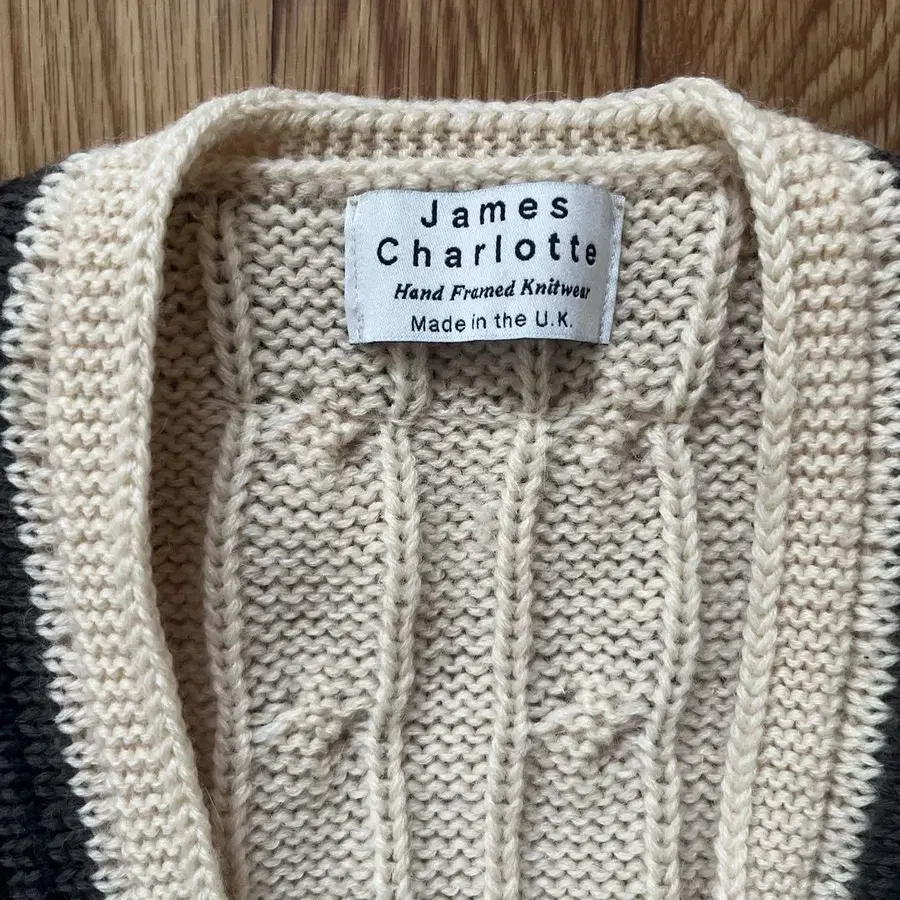 James
Charlotte
Hand Framed Knitwear
Made in the U.K.